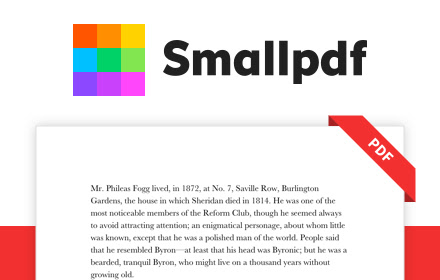 Smallpdf
PDF
Mr. Phileas Fogg lived, in 1872, at No. 7, Saville Row, Burlington
Gardens, the house in which Sheridan died in 1814. He was one of the
most noticeable members of the Reform Club, though he seemed always
to avoid attracting attention; an enigmatical personage, about whom little
was known, except that he was a polished man of the world. People said
that he resembled Byron—at least that his head was Byronic; but he was a
bearded, tranquil Byron, who might live on a thousand years without
growing old.